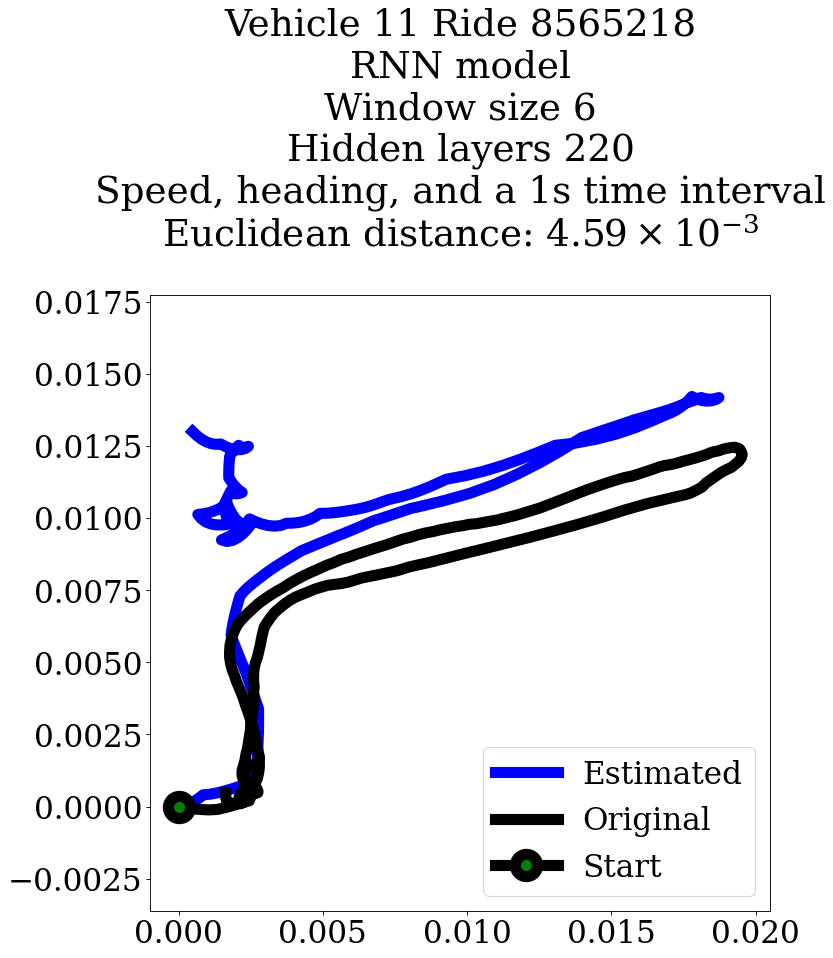 Vehicle 11 Ride 8565218
RNN model
Window size 6
Hidden layers 220
Speed, heading, and a 1s time interval
Euclidean distance: 4.59 × 10⁻³
0.0175
0.0150
0.0125
0.0100
0.0075
0.0050
0.0025
0.0000
−0.0025
Estimated
Original
Start
0.000 0.005 0.010 0.015 0.020